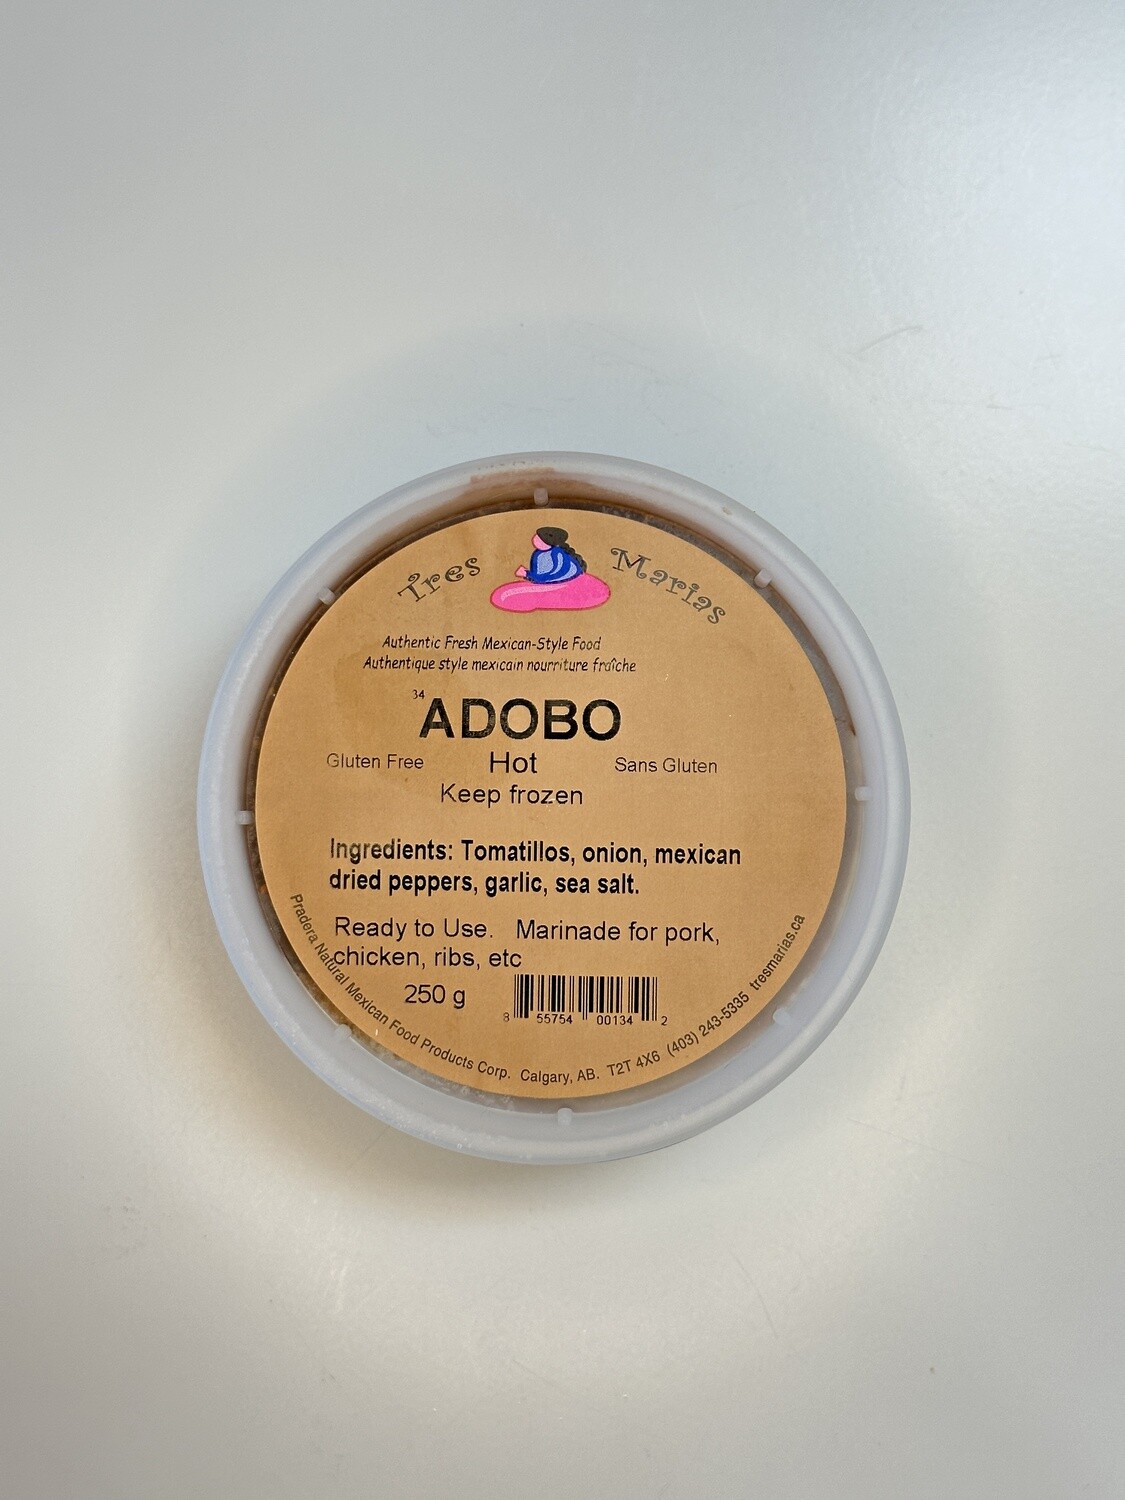 Tres Marias
Authentic Fresh Mexican-Style Food
Authentique style mexicain nourriture fraîche
34
ADOBO
Gluten Free Hot Sans Gluten
Keep frozen
Ingredients: Tomatillos, onion, mexican
dried peppers, garlic, sea salt.
Ready to Use. Marinade for pork,
chicken, ribs, etc
250 g
8 55754 00134 2
Pradera Natural Mexican Food Products Corp. Calgary, AB. T2T 4X6 (403) 243-5335 tresmarias.ca